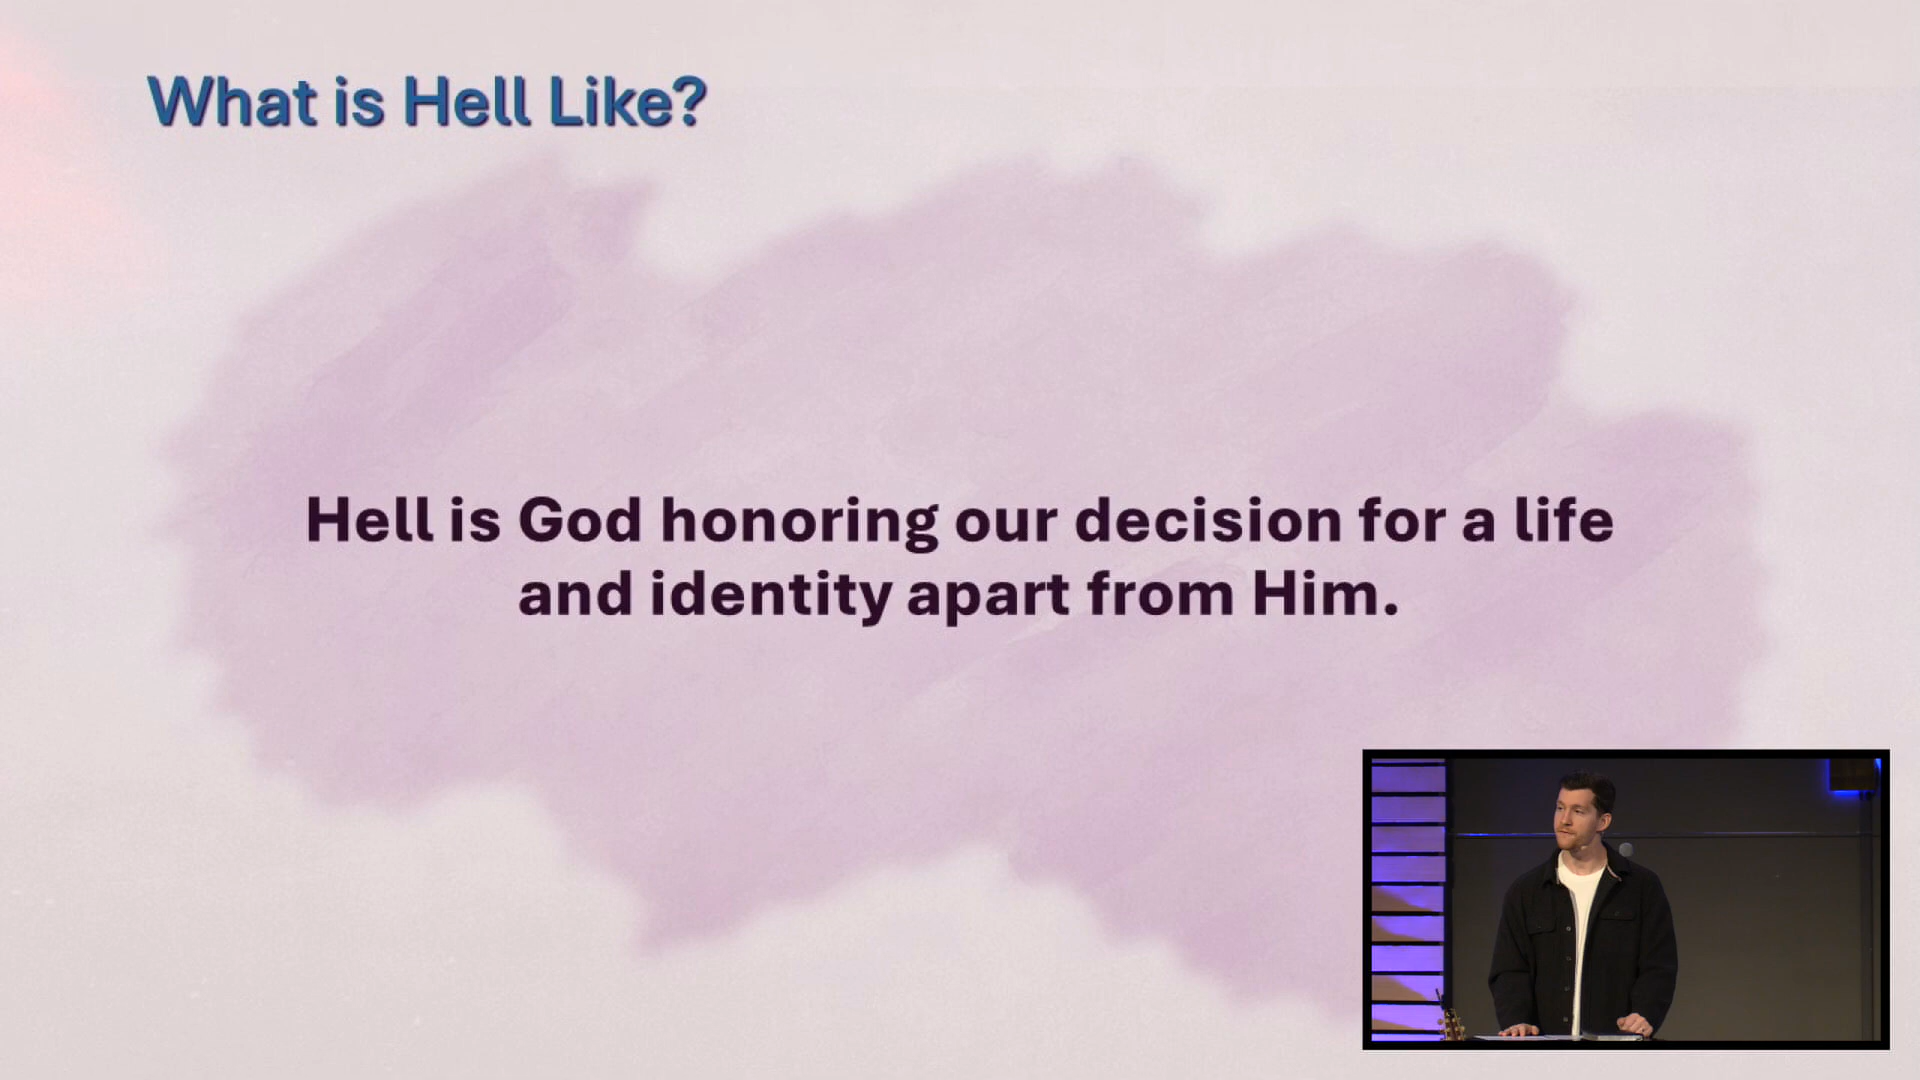 What is Hell Like?
Hell is God honoring our decision for a life
and identity apart from Him.